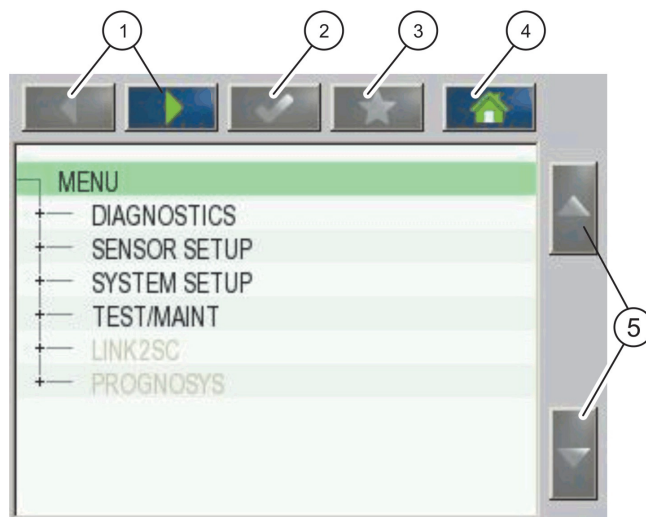 1 2 3 4
MENU
DIAGNOSTICS
SENSOR SETUP
SYSTEM SETUP
TEST/MAINT
LINK2SC
PROGNOSYS
5